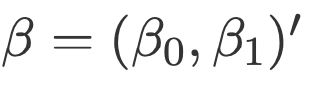 β = (β₀, β₁)′